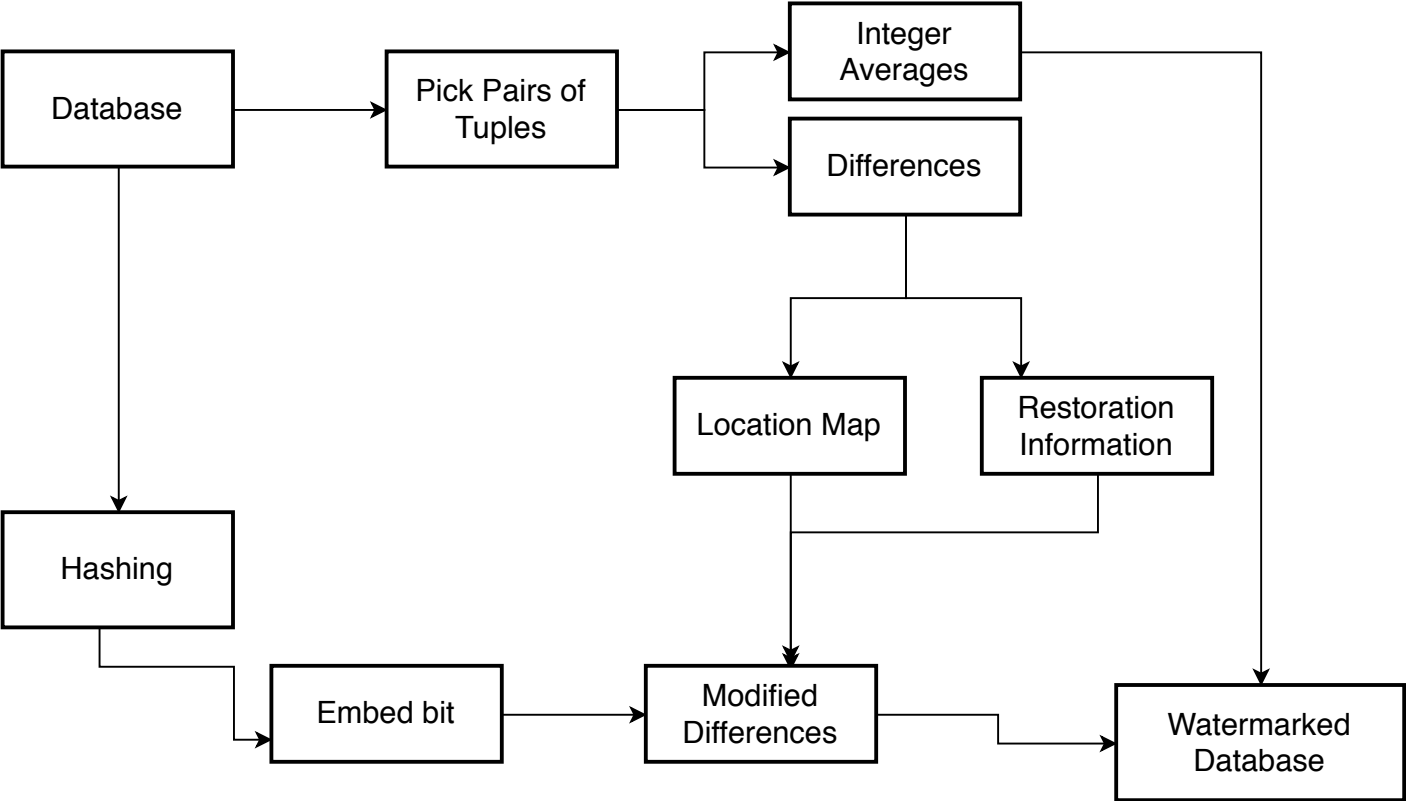 Integer
Averages
Database
Pick Pairs of
Tuples
Differences
Location Map
Restoration
Information
Hashing
Embed bit
Modified
Differences
Watermarked
Database